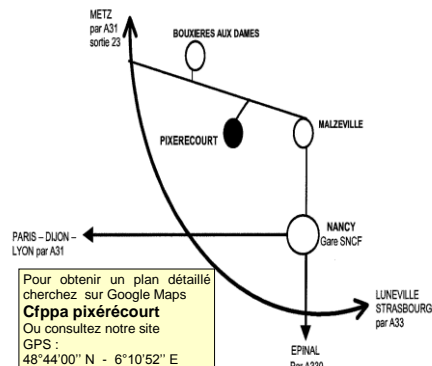 METZ
par A31
sortie 23
BOUXIERES AUX DAMES
MALZEVILLE
PIXERECOURT
NANCY
Gare SNCF
PARIS – DIJON –
LYON par A31
Pour obtenir un plan détaillé
cherchez sur Google Maps
Cfppa pixérécourt
Ou consultez notre site
GPS :
48°44'00'' N - 6°10'52'' E
LUNEVILLE
STRASBOURG
par A33
EPINAL
Par A330